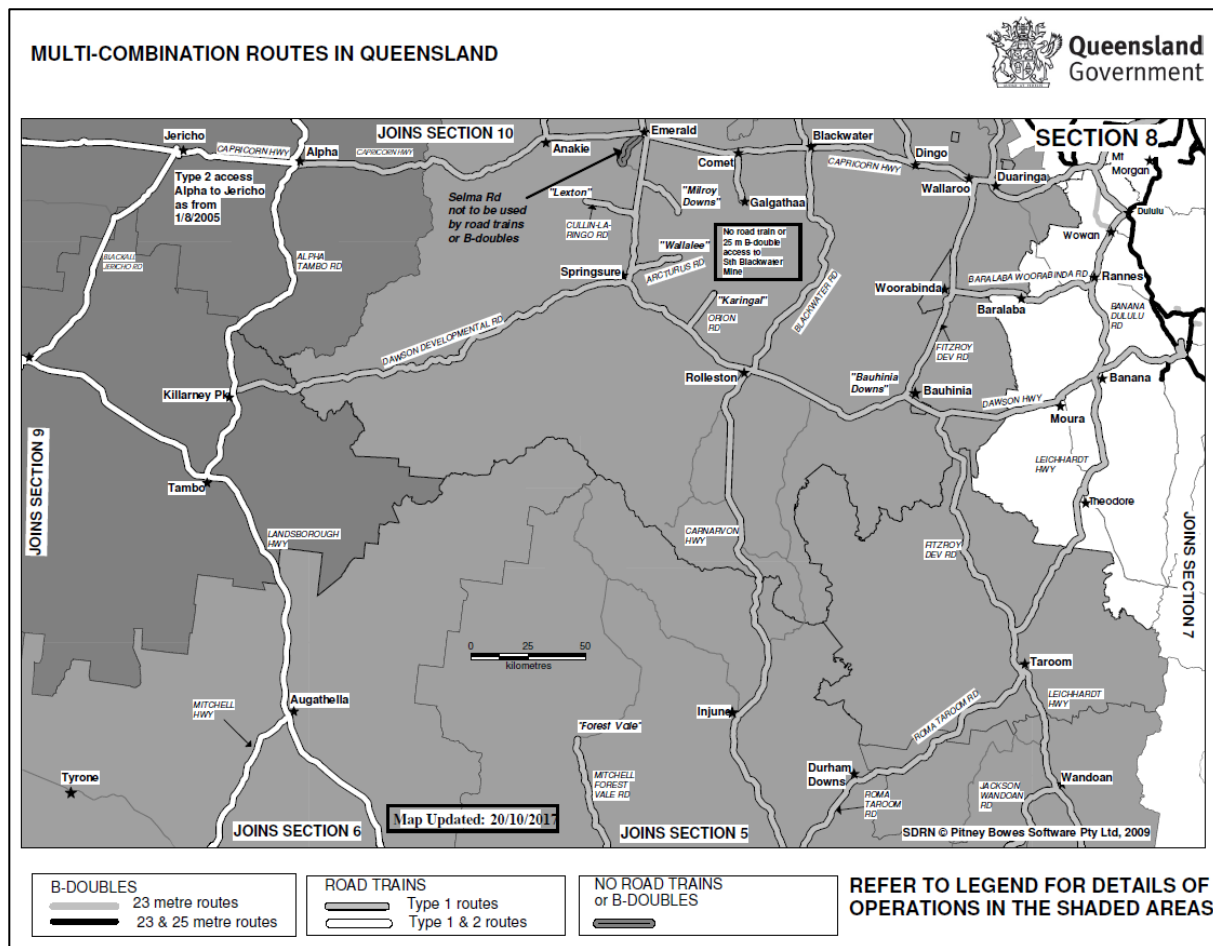 MULTI-COMBINATION ROUTES IN QUEENSLAND
Queensland
Government
JOINS SECTION 10
SECTION 8
Jericho
CAPRICORN HWY
Alpha
CAPRICORN HWY
Anakie
Emerald
Comet
Blackwater
CAPRICORN HWY
Dingo
Wallaroo
Duaringa
Mt
Morgan
Type 2 access
Alpha to Jericho
as from
1/8/2005
Selma Rd
not to be used
by road trains
or B-doubles
"Lexton"
CULLIN-LA-
RINGO RD
"Milroy
Downs"
Galgathaa
Dululu
Wowan
No road train or
25 m B-double
access to
Sth Blackwater
Mine
BLACKALL
JERICHO RD
ALPHA
TAMBO RD
"Wallalee"
ARCTURUS RD
Springsure
"Karingal"
ORION
RD
BLACKWATER RD
Woorabinda
BARALABA WOORABINDA RD
Rannes
Baralaba
BANANA
DULULU
RD
DAWSON DEVELOPMENTAL RD
FITZROY
DEV RD
Killarney Pk
Rolleston
"Bauhinia
Downs"
Bauhinia
DAWSON HWY
Banana
Moura
JOINS SECTION 9
Tambo
LEICHHARDT
HWY
Theodore
LANDSBOROUGH
HWY
CARNARVON
HWY
FITZROY
DEV RD
JOINS SECTION 7
0 25 50
kilometres
Taroom
MITCHELL
HWY
Augathella
"Forest Vale"
Injune
ROMA TAROOM RD
LEICHHARDT
HWY
Tyrone
MITCHELL
FOREST
VALE RD
Durham
Downs
ROMA
TAROOM
RD
JACKSON
WANDOAN
RD
Wandoan
Map Updated: 20/10/2017
JOINS SECTION 6
JOINS SECTION 5
SDRN © Pitney Bowes Software Pty Ltd, 2009
B-DOUBLES
23 metre routes
23 & 25 metre routes
ROAD TRAINS
Type 1 routes
Type 1 & 2 routes
NO ROAD TRAINS
or B-DOUBLES
REFER TO LEGEND FOR DETAILS OF
OPERATIONS IN THE SHADED AREAS